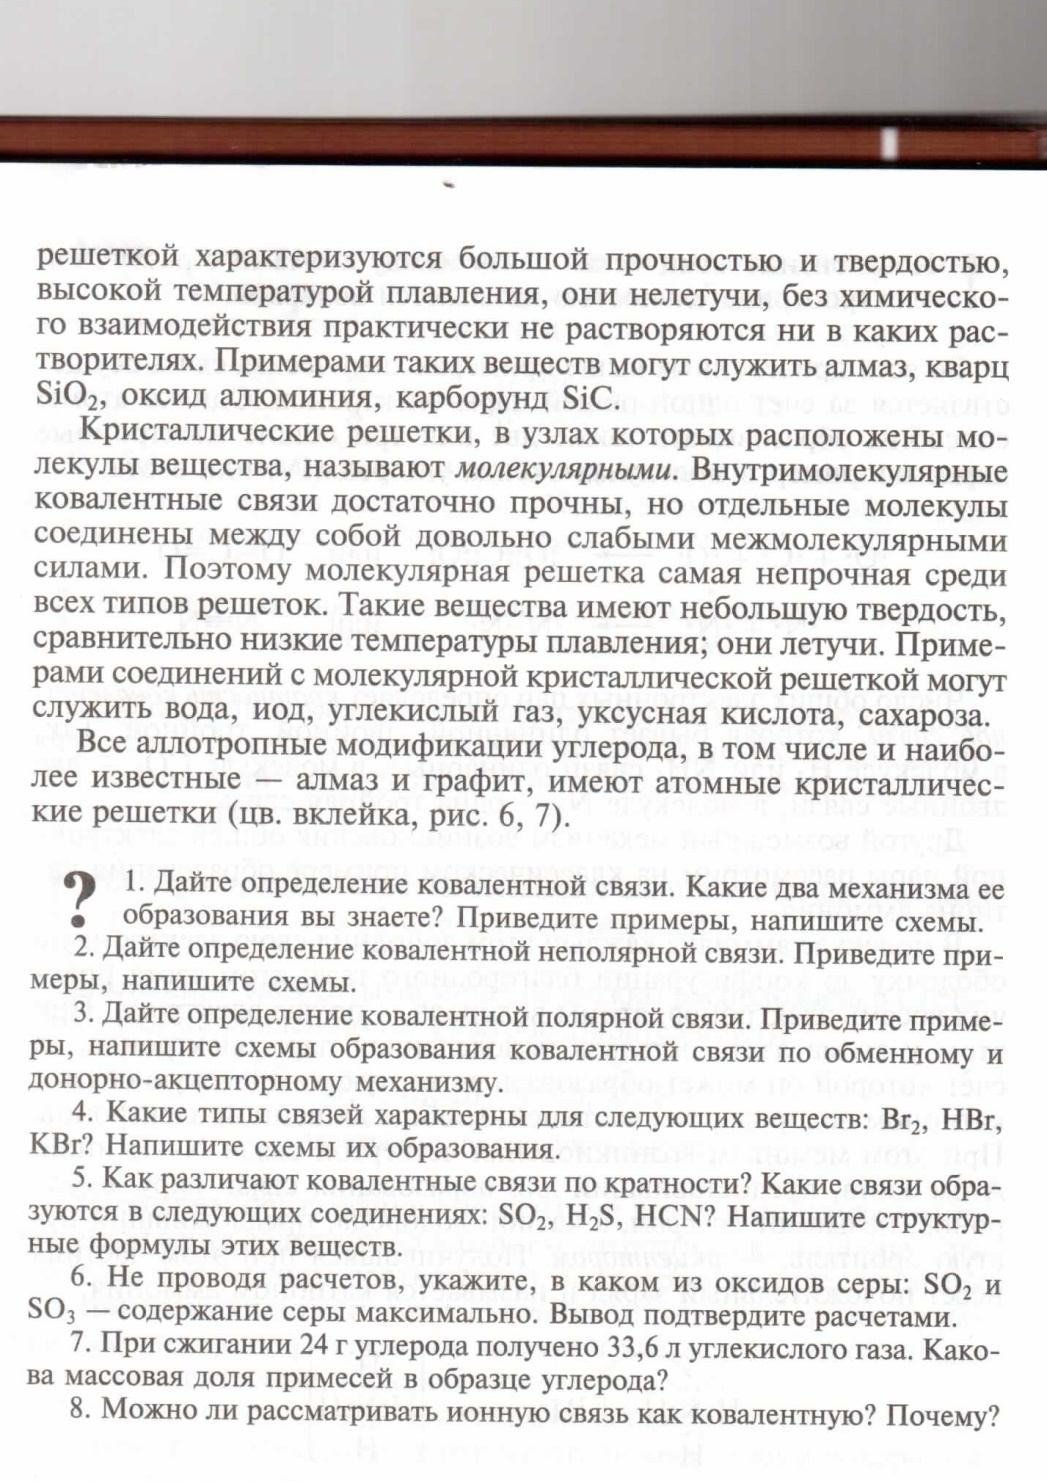 решеткой характеризуются большой прочностью и твердостью,
высокой температурой плавления, они нелетучи, без химическо-
го взаимодействия практически не растворяются ни в каких рас-
творителях. Примерами таких веществ могут служить алмаз, кварц
SiO₂, оксид алюминия, карборунд SiC.
Кристаллические решетки, в узлах которых расположены мо-
лекулы вещества, называют молекулярными. Внутримолекулярные
ковалентные связи достаточно прочны, но отдельные молекулы
соединены между собой довольно слабыми межмолекулярными
силами. Поэтому молекулярная решетка самая непрочная среди
всех типов решеток. Такие вещества имеют небольшую твердость,
сравнительно низкие температуры плавления; они летучи. Приме-
рами соединений с молекулярной кристаллической решеткой могут
служить вода, иод, углекислый газ, уксусная кислота, сахароза.
Все аллотропные модификации углерода, в том числе и наибо-
лее известные — алмаз и графит, имеют атомные кристалличес-
кие решетки (цв. вклейка, рис. 6, 7).
? 1. Дайте определение ковалентной связи. Какие два механизма ее
образования вы знаете? Приведите примеры, напишите схемы.
2. Дайте определение ковалентной неполярной связи. Приведите при-
меры, напишите схемы.
3. Дайте определение ковалентной полярной связи. Приведите приме-
ры, напишите схемы образования ковалентной связи по обменному и
донорно-акцепторному механизму.
4. Какие типы связей характерны для следующих веществ: Br₂, HBr,
KBr? Напишите схемы их образования.
5. Как различают ковалентные связи по кратности? Какие связи обра-
зуются в следующих соединениях: SO₂, H₂S, HCN? Напишите структур-
ные формулы этих веществ.
6. Не проводя расчетов, укажите, в каком из оксидов серы: SO₂ и
SO₃ — содержание серы максимально. Вывод подтвердите расчетами.
7. При сжигании 24 г углерода получено 33,6 л углекислого газа. Како-
ва массовая доля примесей в образце углерода?
8. Можно ли рассматривать ионную связь как ковалентную? Почему?